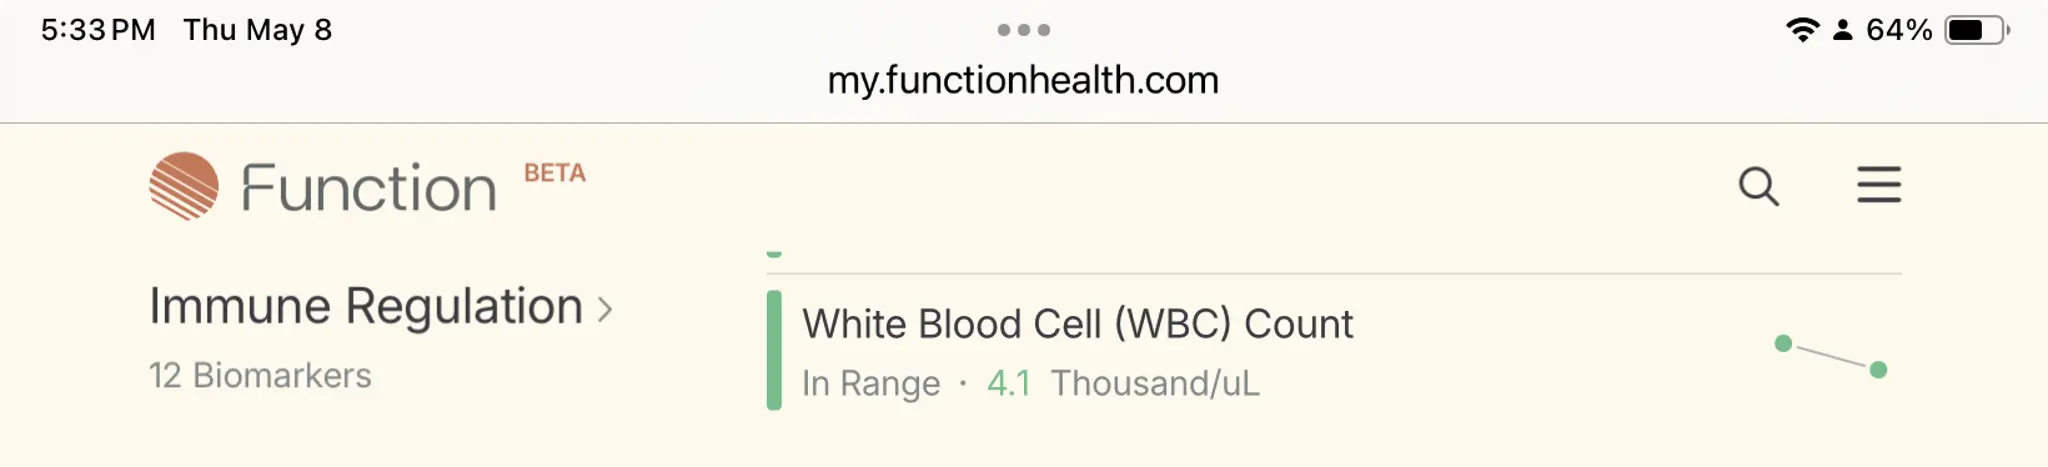 5:33 PM Thu May 8
64%
my.functionhealth.com
Function BETA
Immune Regulation
12 Biomarkers
White Blood Cell (WBC) Count
In Range · 4.1 Thousand/uL